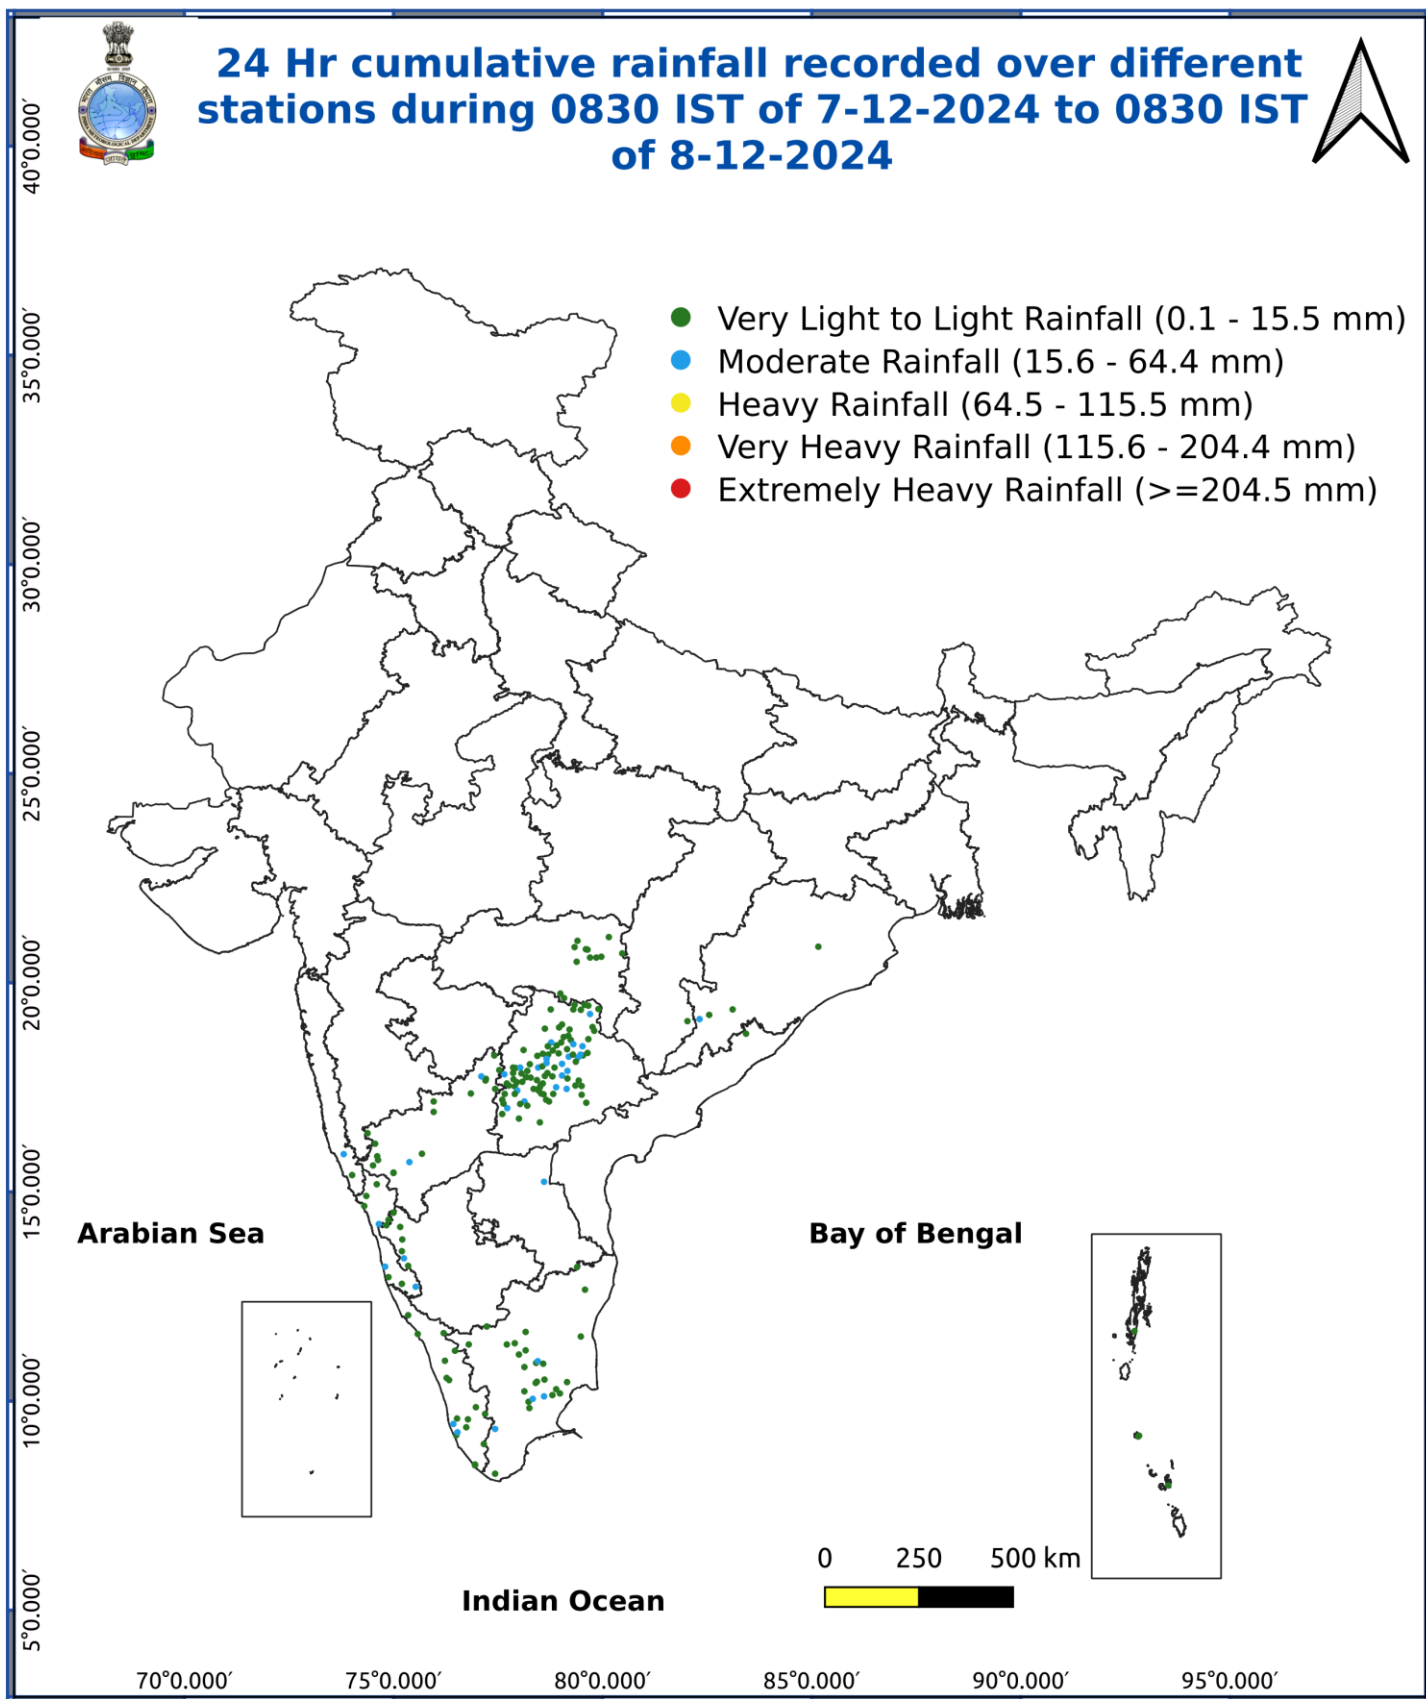 24 Hr cumulative rainfall recorded over different
stations during 0830 IST of 7-12-2024 to 0830 IST
of 8-12-2024
Very Light to Light Rainfall (0.1 - 15.5 mm)
Moderate Rainfall (15.6 - 64.4 mm)
Heavy Rainfall (64.5 - 115.5 mm)
Very Heavy Rainfall (115.6 - 204.4 mm)
Extremely Heavy Rainfall (>=204.5 mm)
40°0.000′
35°0.000′
30°0.000′
25°0.000′
20°0.000′
15°0.000′
10°0.000′
5°0.000′
Arabian Sea
Bay of Bengal
Indian Ocean
0 250 500 km
70°0.000′ 75°0.000′ 80°0.000′ 85°0.000′ 90°0.000′ 95°0.000′